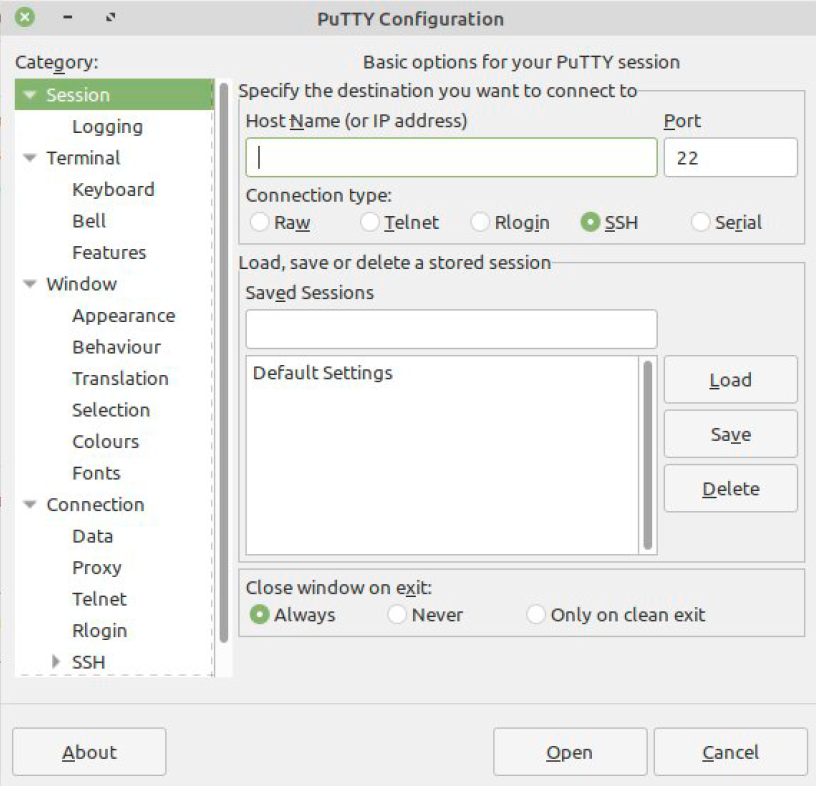 PuTTY Configuration
Category:
Session
Logging
Terminal
Keyboard
Bell
Features
Window
Appearance
Behaviour
Translation
Selection
Colours
Fonts
Connection
Data
Proxy
Telnet
Rlogin
SSH
Basic options for your PuTTY session
Specify the destination you want to connect to
Host Name (or IP address) Port
22
Connection type:
Raw Telnet Rlogin SSH Serial
Load, save or delete a stored session
Saved Sessions
Default Settings
Load
Save
Delete
Close window on exit:
Always Never Only on clean exit
About Open Cancel